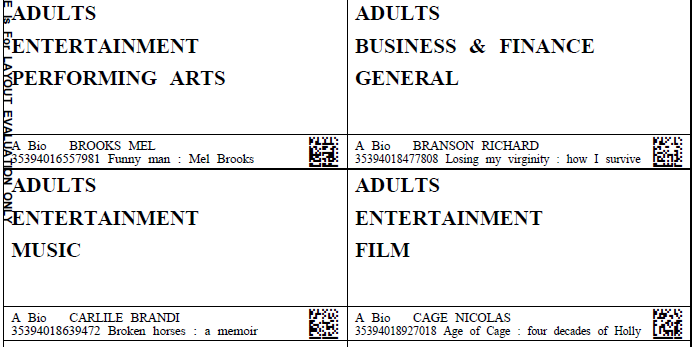 E Is For LAYOUT EVALUATION ONLY
ADULTS
ENTERTAINMENT
PERFORMING ARTS
A Bio BROOKS MEL
35394016557981 Funny man : Mel Brooks
ADULTS
BUSINESS & FINANCE
GENERAL
A Bio BRANSON RICHARD
35394018477808 Losing my virginity : how I survive
ADULTS
ENTERTAINMENT
MUSIC
A Bio CARLILE BRANDI
35394018639472 Broken horses : a memoir
ADULTS
ENTERTAINMENT
FILM
A Bio CAGE NICOLAS
35394018927018 Age of Cage : four decades of Holly